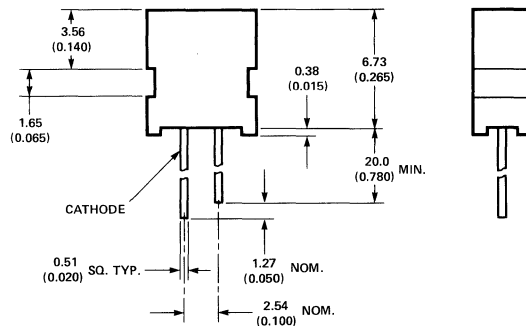 3.56
(0.140)
0.38
(0.015)
6.73
(0.265)
1.65
(0.065)
20.0
(0.780) MIN.
CATHODE
0.51
(0.020) SQ. TYP.
1.27
(0.050) NOM.
2.54
(0.100) NOM.